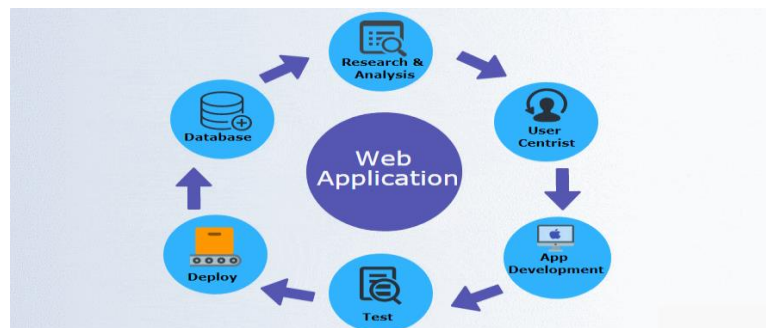 Research &
Analysis
User
Centrist
App
Development
Test
Deploy
Database
Web
Application